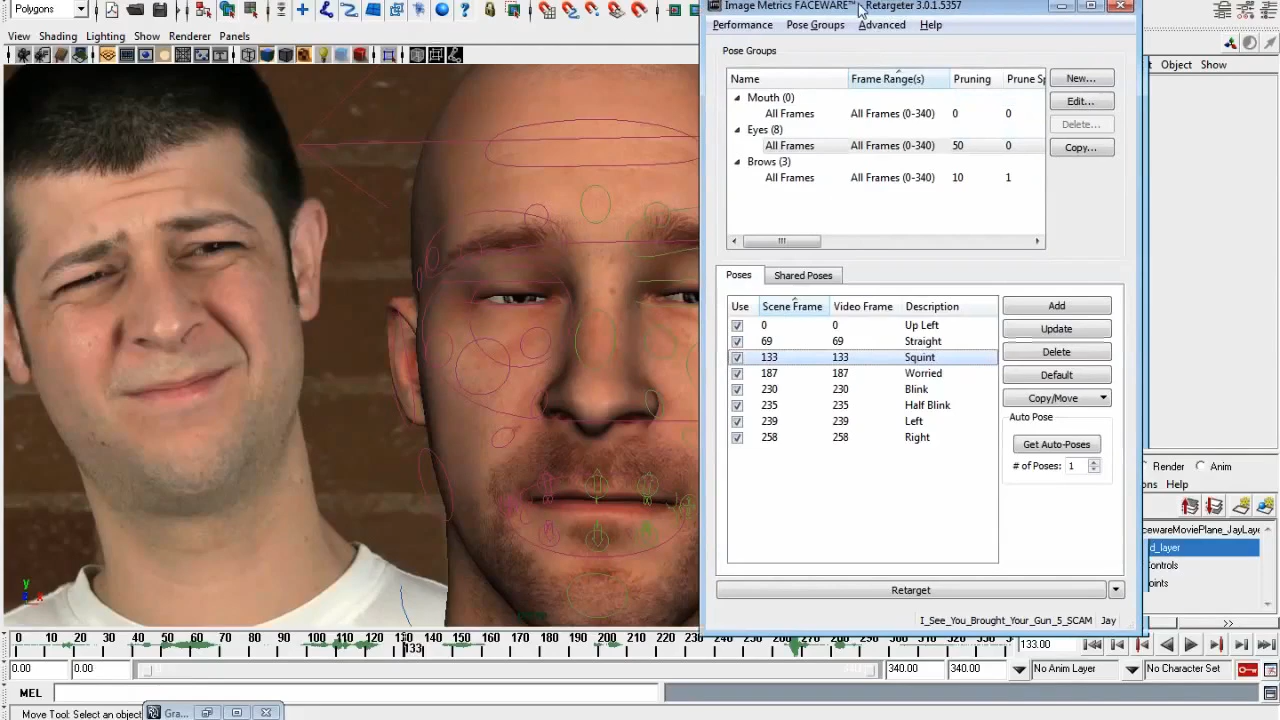 Polygons
Image Metrics FACEWARE™ - Retargeter 3.0.1.5357
View Shading Lighting Show Renderer Panels
Performance Pose Groups Advanced Help
Object Show
Pose Groups
Name Frame Range(s) Pruning Prune Sp
Mouth (0)
All Frames All Frames (0-340) 0 0
Eyes (8)
All Frames All Frames (0-340) 50 0
Brows (3)
All Frames All Frames (0-340) 10 1
New...
Edit...
Delete...
Copy...
Poses Shared Poses
Use Scene Frame Video Frame Description
0 0 Up Left
69 69 Straight
133 133 Squint
187 187 Worried
230 230 Blink
235 235 Half Blink
239 239 Left
258 258 Right
Add
Update
Delete
Default
Copy/Move
Auto Pose
Get Auto-Poses
# of Poses: 1
Render Anim
ons Help
cewareMoviePlane_JayLaye
d_layer
ontrols
oints
Retarget
I_See_You_Brought_Your_Gun_5_SCAM Jay
y
x
0 10 20 30 40 50 60 70 80 90 100 110 120 130 140 150 160 170 180 190 200 210 220 23
133
133.00
0.00 0.00 340.00 340.00 No Anim Layer No Character Set
MEL
Move Tool: Select an object
Gra...